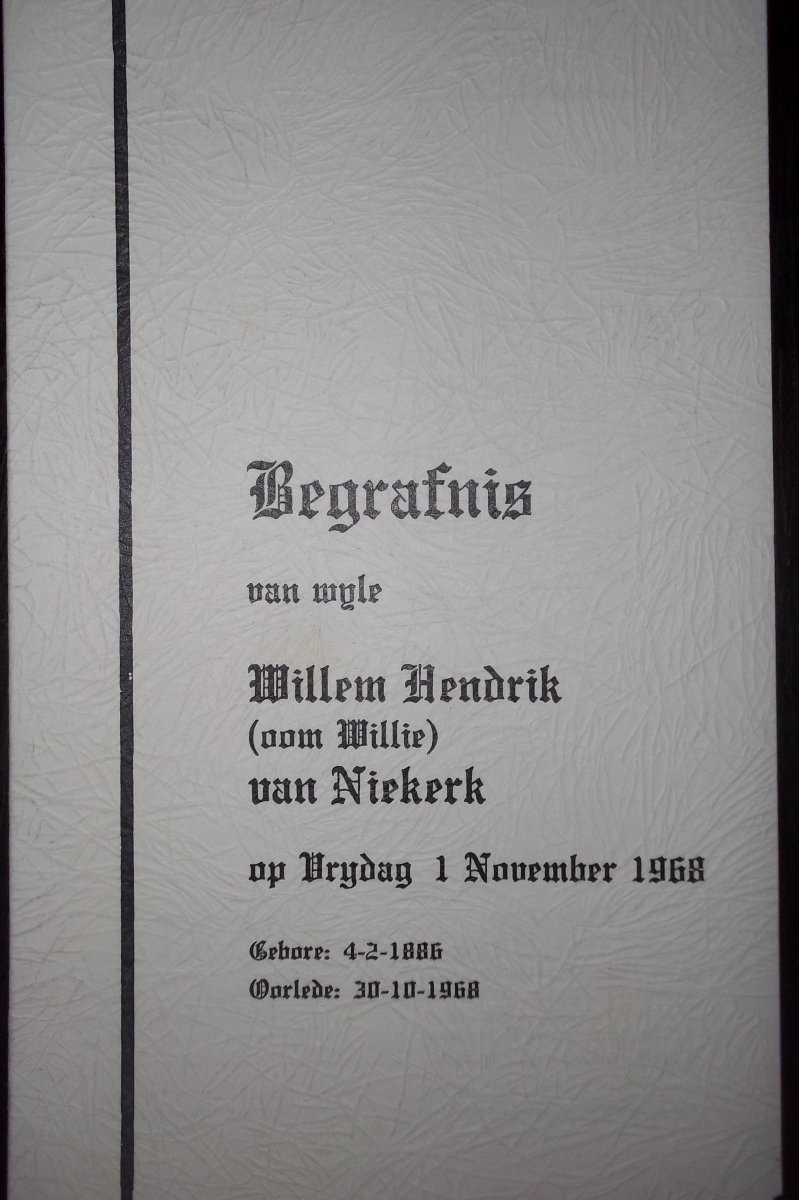 Begrafnis
van wyle
Willem Hendrik
(oom Willie)
van Niekerk
op Vrydag 1 November 1968
Gebore: 4-2-1886
Oorlede: 30-10-1968